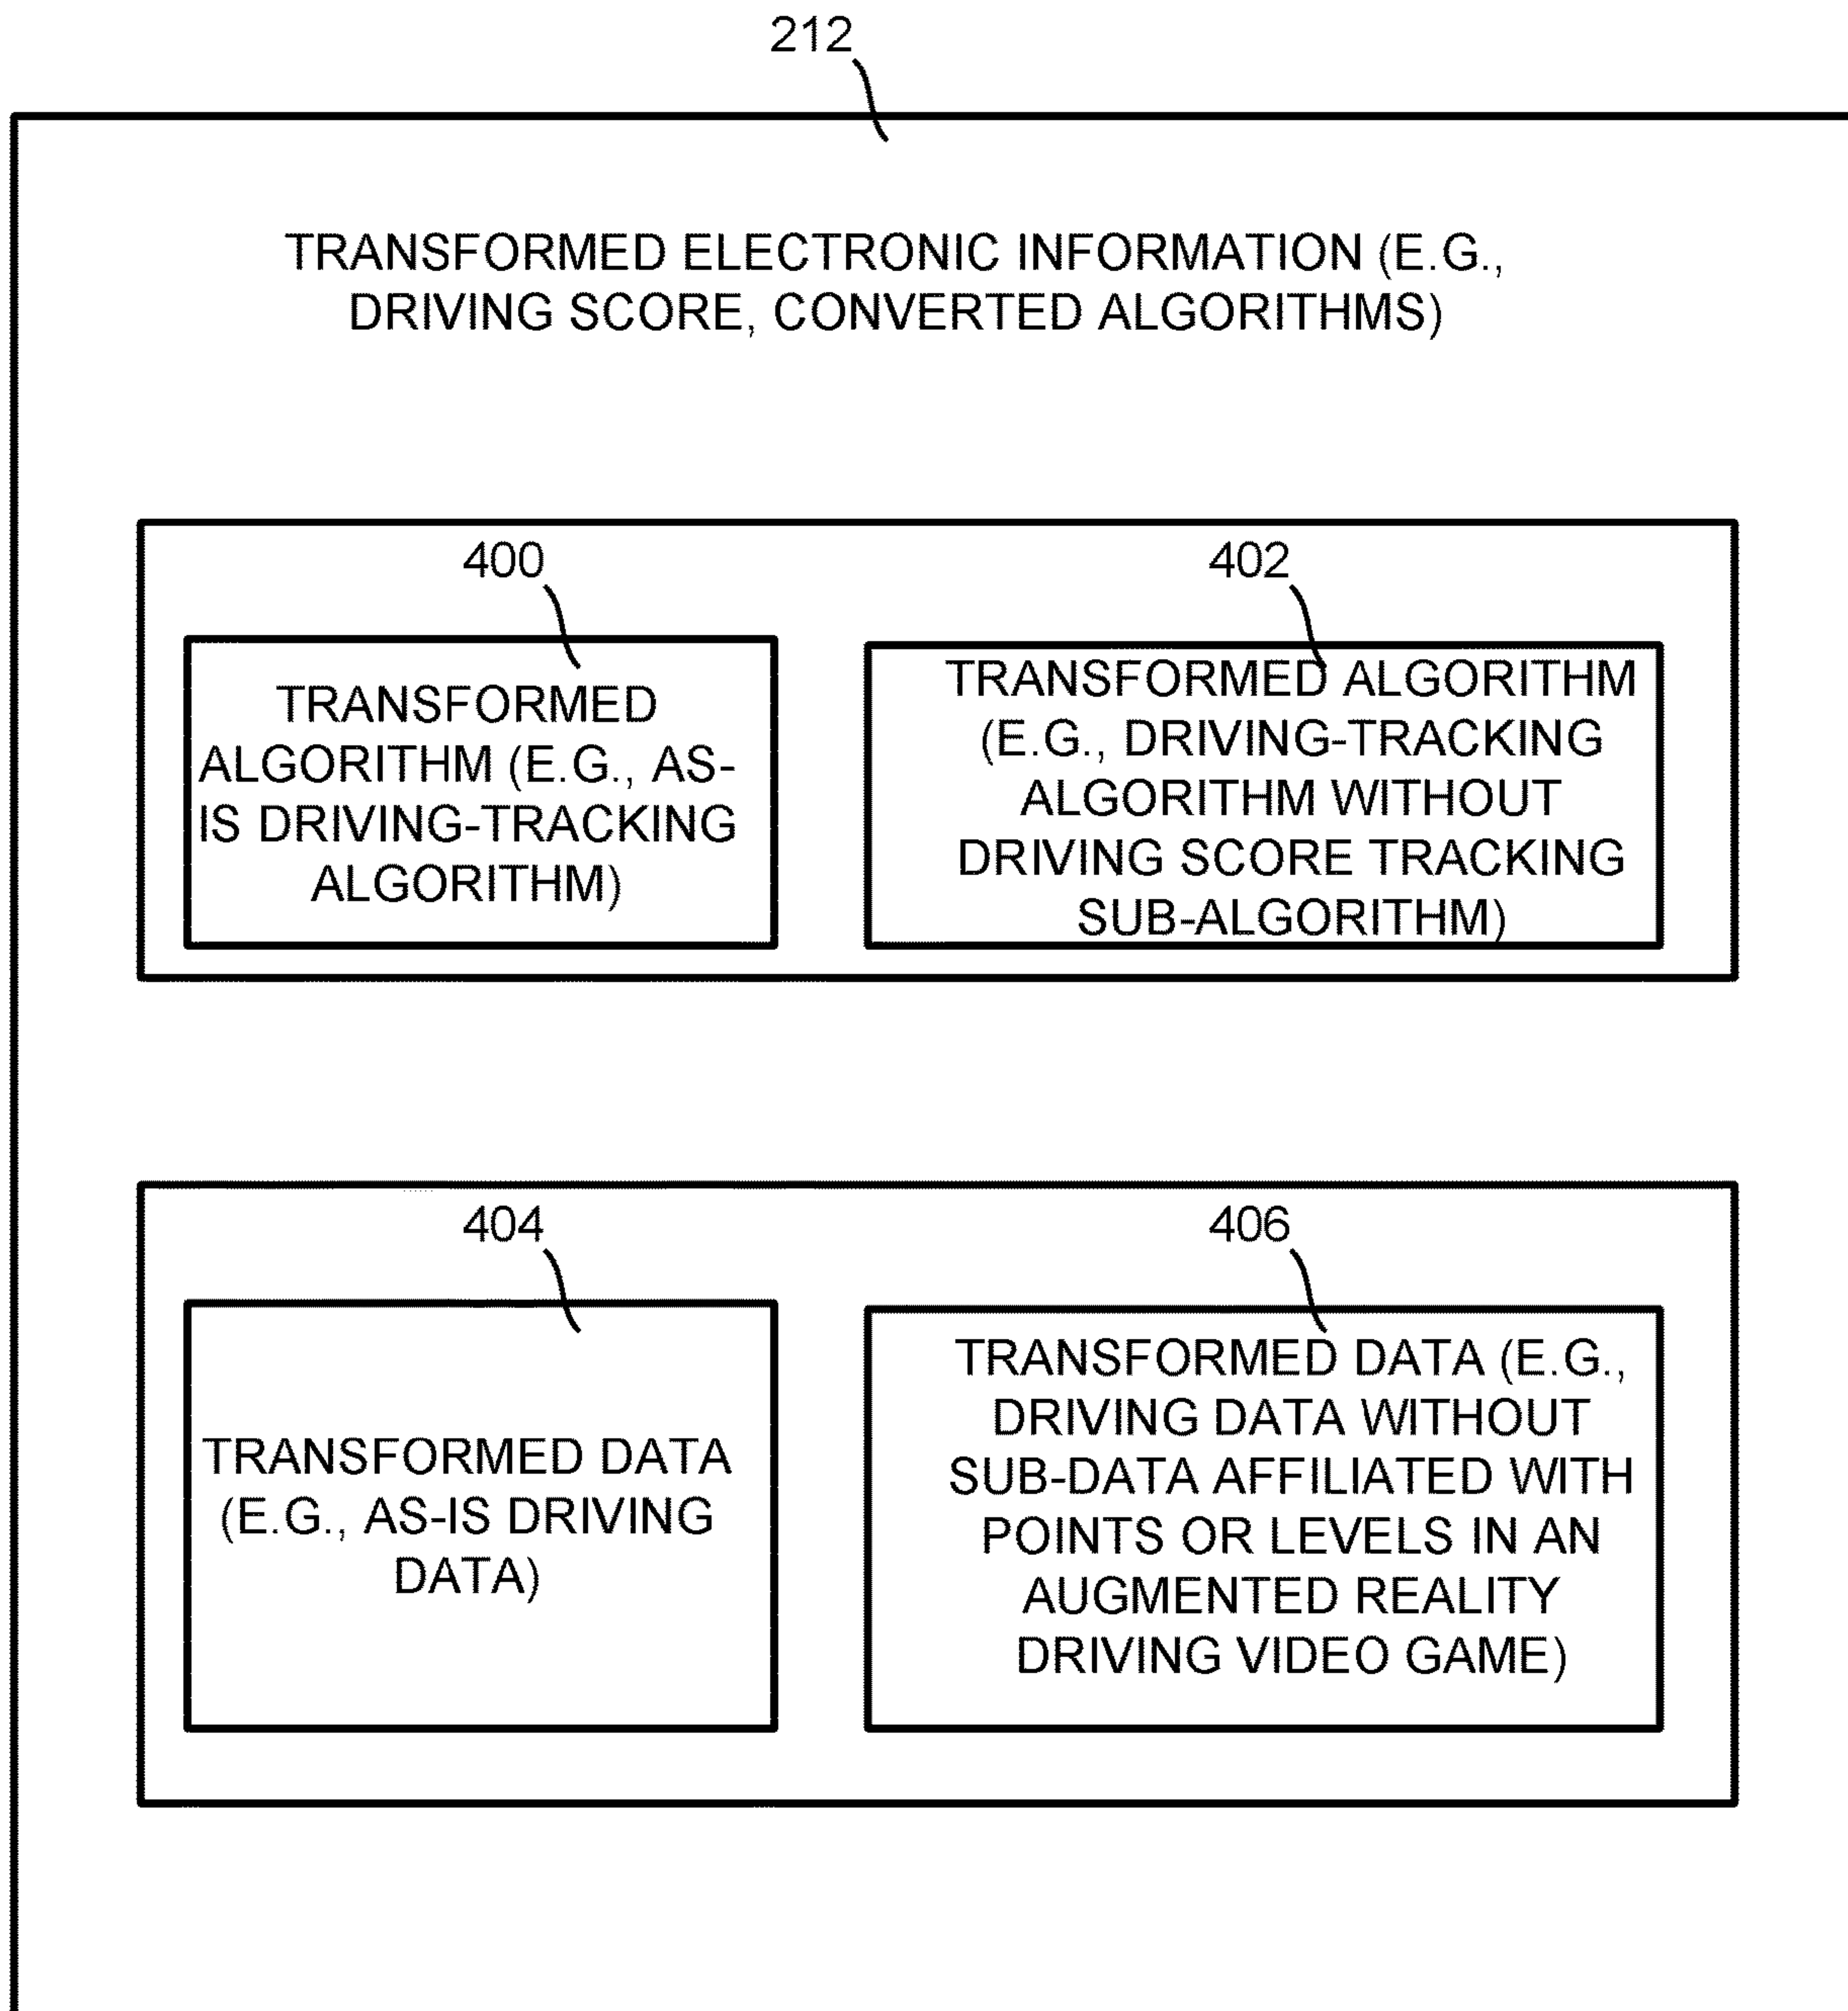 212
TRANSFORMED ELECTRONIC INFORMATION (E.G.,
DRIVING SCORE, CONVERTED ALGORITHMS)
400
TRANSFORMED
ALGORITHM (E.G., AS-
IS DRIVING-TRACKING
ALGORITHM)
402
TRANSFORMED ALGORITHM
(E.G., DRIVING-TRACKING
ALGORITHM WITHOUT
DRIVING SCORE TRACKING
SUB-ALGORITHM)
404
TRANSFORMED DATA
(E.G., AS-IS DRIVING
DATA)
406
TRANSFORMED DATA (E.G.,
DRIVING DATA WITHOUT
SUB-DATA AFFILIATED WITH
POINTS OR LEVELS IN AN
AUGMENTED REALITY
DRIVING VIDEO GAME)